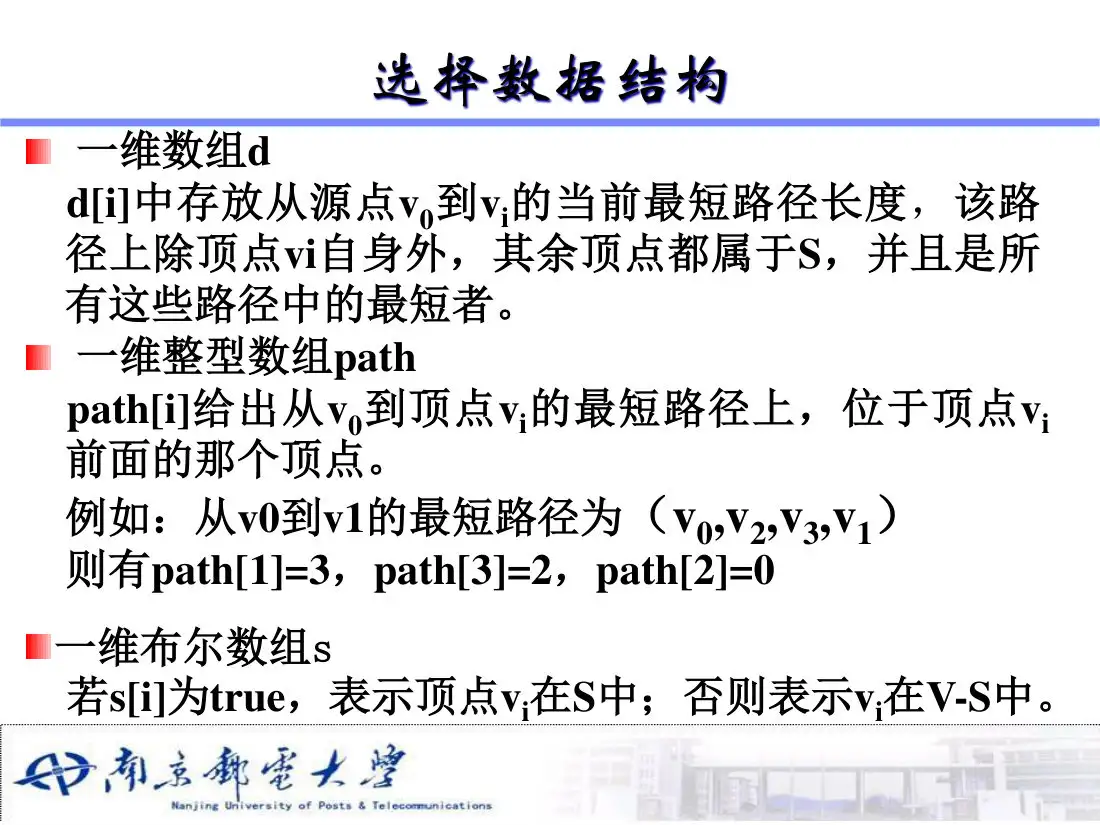 选择数据结构
一维数组d
d[i]中存放从源点v0到vi的当前最短路径长度，该路
径上除顶点vi自身外，其余顶点都属于S，并且是所
有这些路径中的最短者。
一维整型数组path
path[i]给出从v0到顶点vi的最短路径上，位于顶点vi
前面的那个顶点。
例如：从v0到v1的最短路径为（v0,v2,v3,v1）
则有path[1]=3，path[3]=2，path[2]=0
一维布尔数组s
若s[i]为true，表示顶点vi在S中；否则表示vi在V-S中。
南京邮电大学
Nanjing University of Posts & Telecommunications